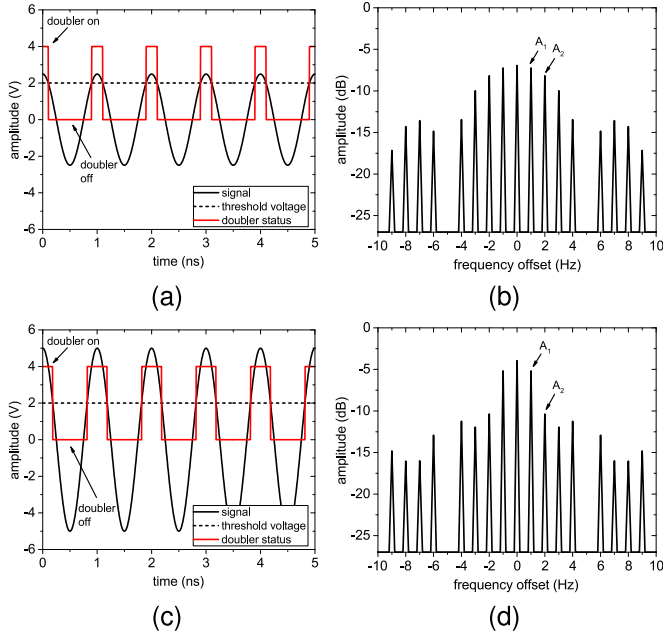 6
4
2
0
-2
-4
-6
amplitude (V)
doubler on
doubler
off
signal
threshold voltage
doubler status
0 1 2 3 4 5
time (ns)
(a)
0
-5
-10
-15
-20
-25
amplitude (dB)
A1
A2
-10 -8 -6 -4 -2 0 2 4 6 8 10
frequency offset (Hz)
(b)
6
4
2
0
-2
-4
-6
amplitude (V)
doubler on
doubler
off
signal
threshold voltage
doubler status
0 1 2 3 4 5
time (ns)
(c)
0
-5
-10
-15
-20
-25
amplitude (dB)
A1
A2
-10 -8 -6 -4 -2 0 2 4 6 8 10
frequency offset (Hz)
(d)